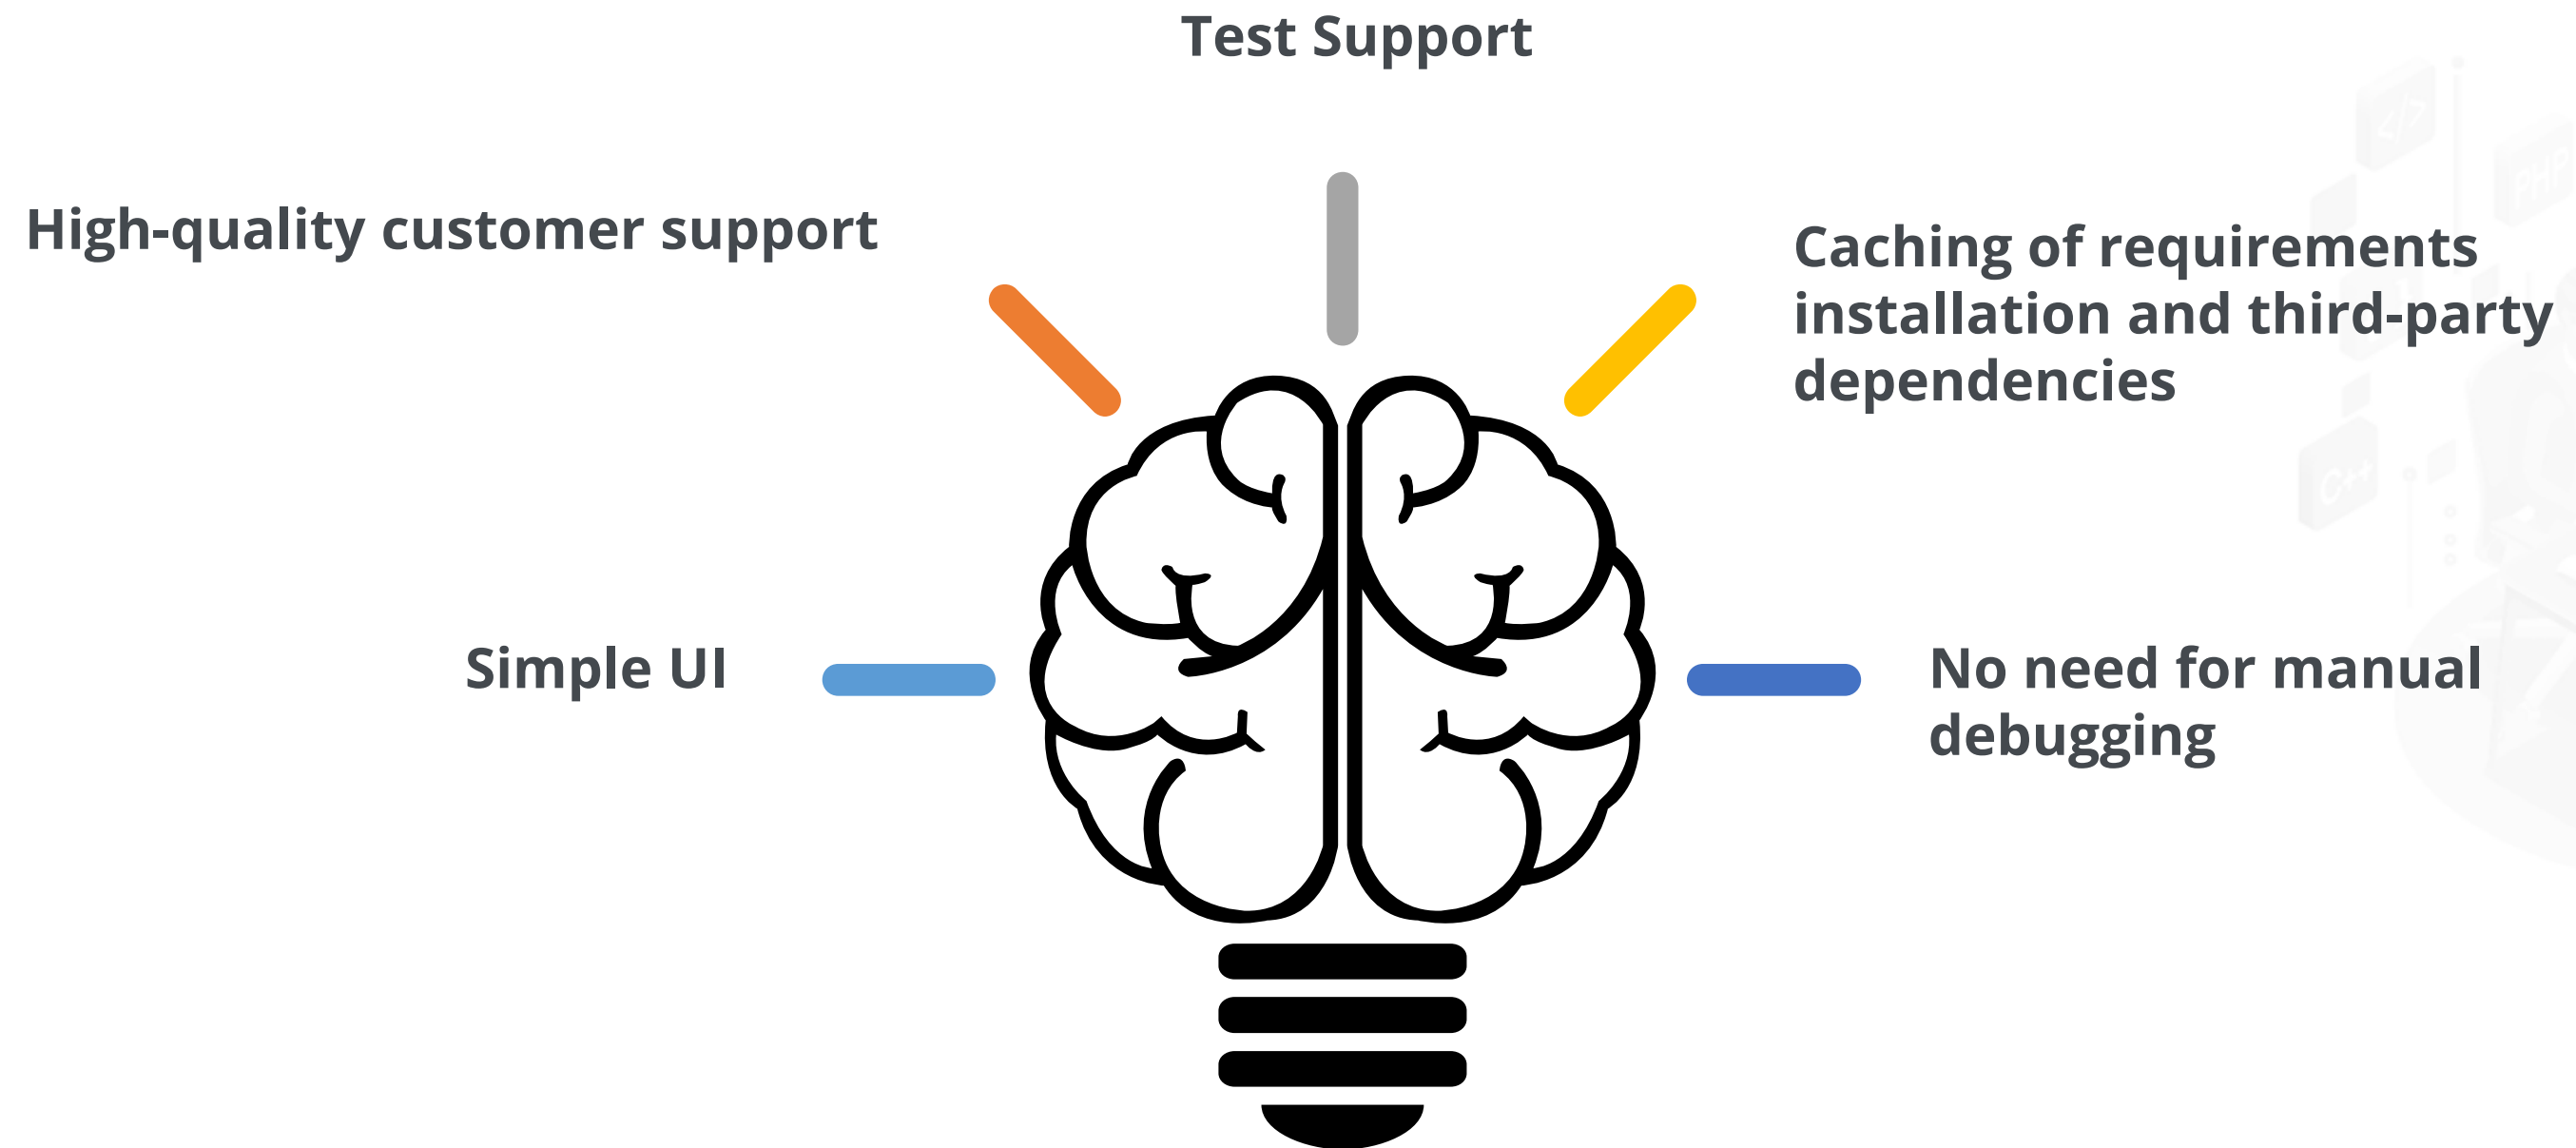 Test Support
High-quality customer support
Caching of requirements
installation and third-party
dependencies
Simple UI
No need for manual
debugging
</>
PHP
C++